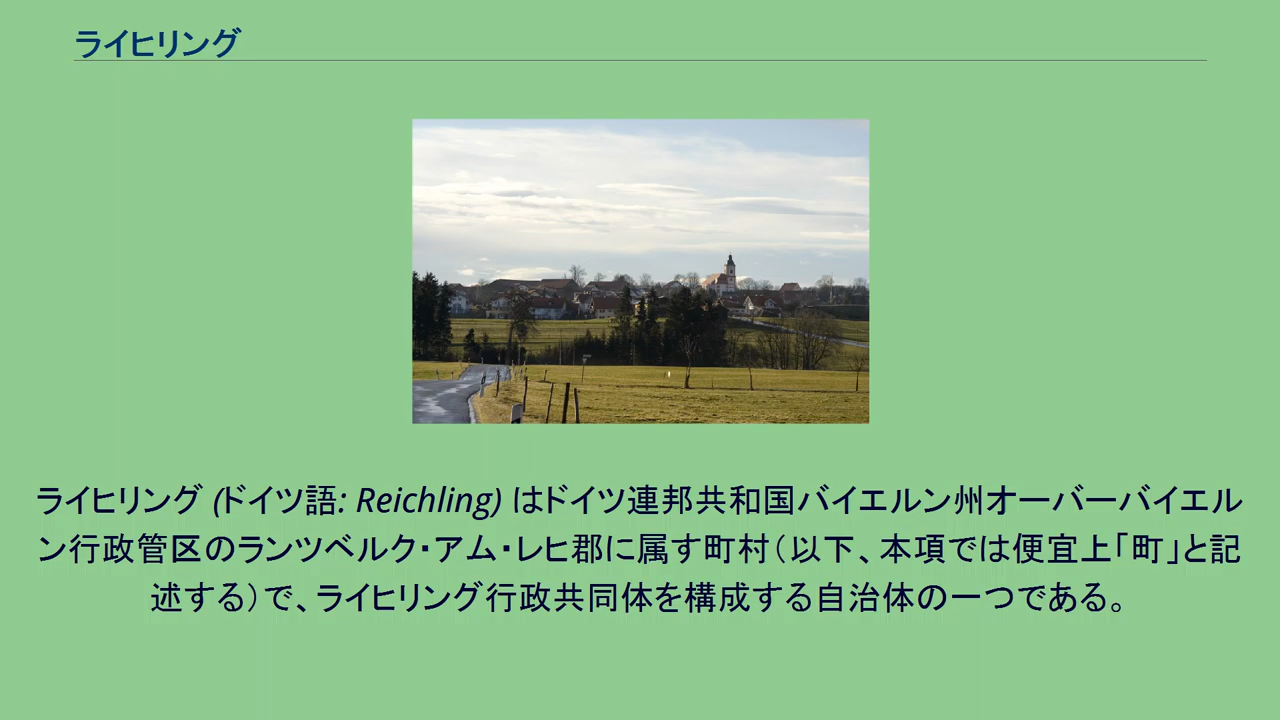 ライヒリング
ライヒリング (ドイツ語: Reichling) はドイツ連邦共和国バイエルン州オーバーバイエル
ン行政管区のランツベルク・アム・レヒ郡に属す町村（以下、本項では便宜上｢町｣と記
述する）で、ライヒリング行政共同体を構成する自治体の一つである。